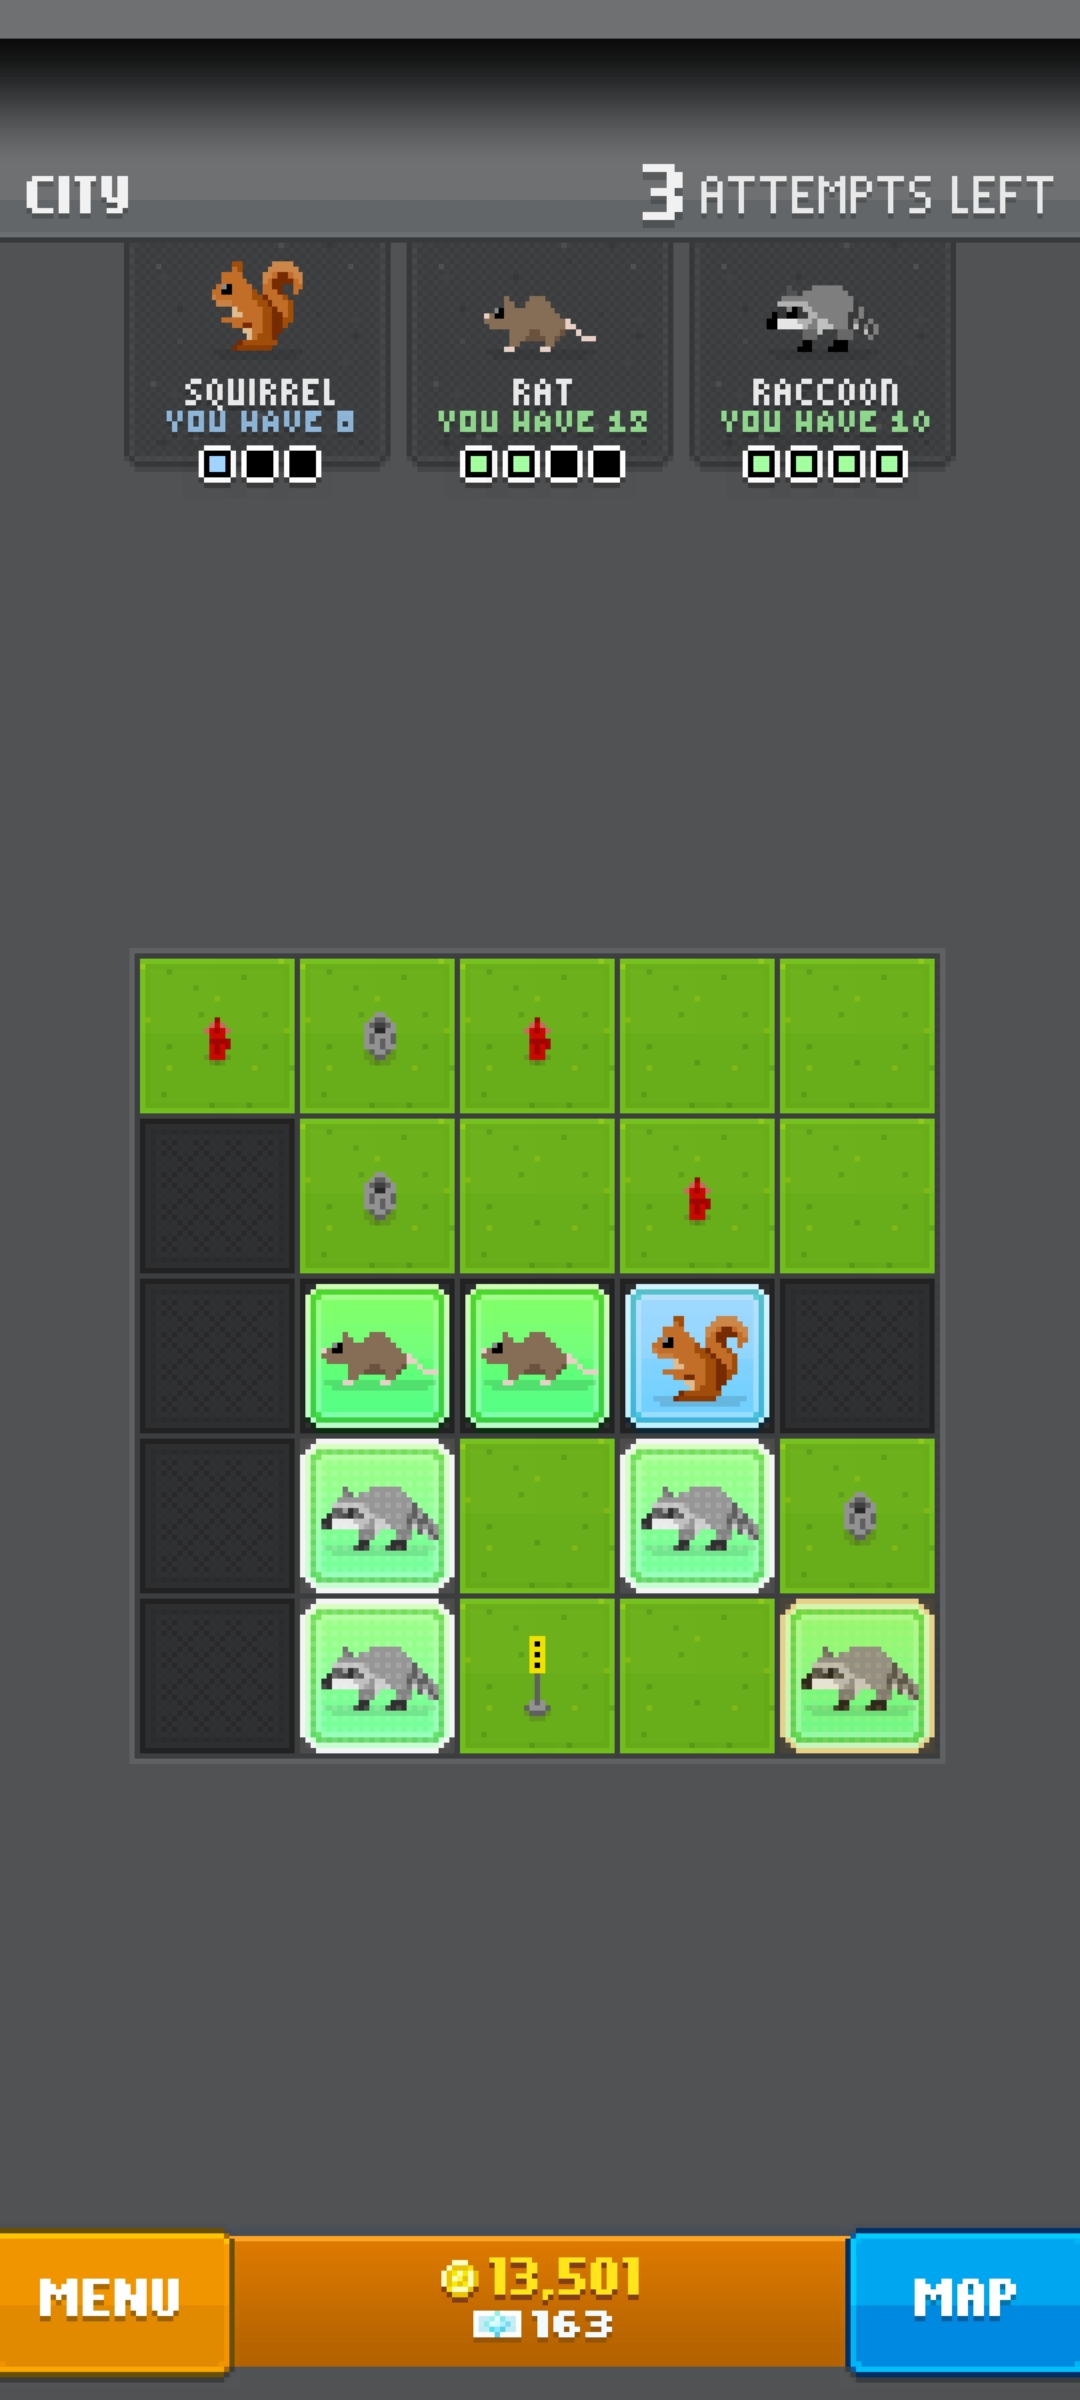 CITY
3 ATTEMPTS LEFT
SQUIRREL
YOU HAVE 8
RAT
YOU HAVE 12
RACCOON
YOU HAVE 10
MENU
13,501
163
MAP